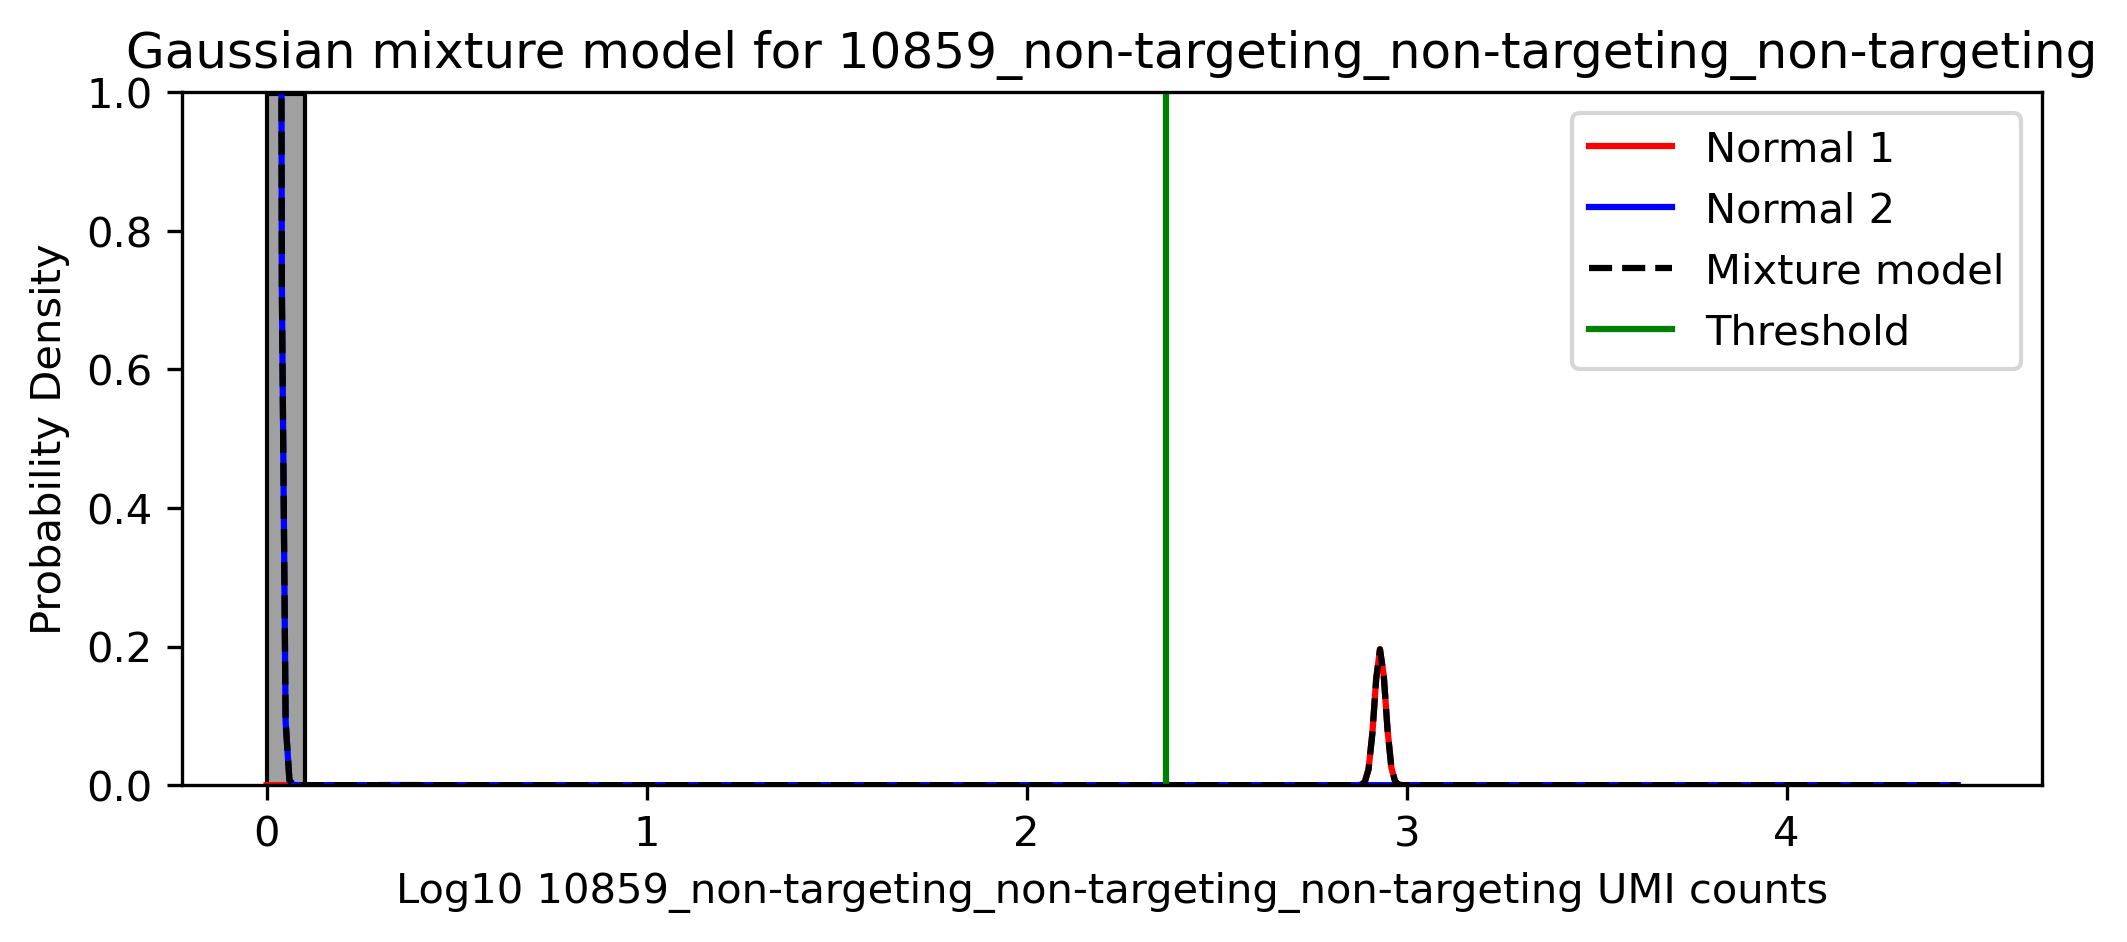 Gaussian mixture model for 10859_non-targeting_non-targeting_non-targeting
1.0
0.8
0.6
0.4
0.2
0.0
Probability Density
Normal 1
Normal 2
Mixture model
Threshold
0 1 2 3 4
Log10 10859_non-targeting_non-targeting_non-targeting UMI counts